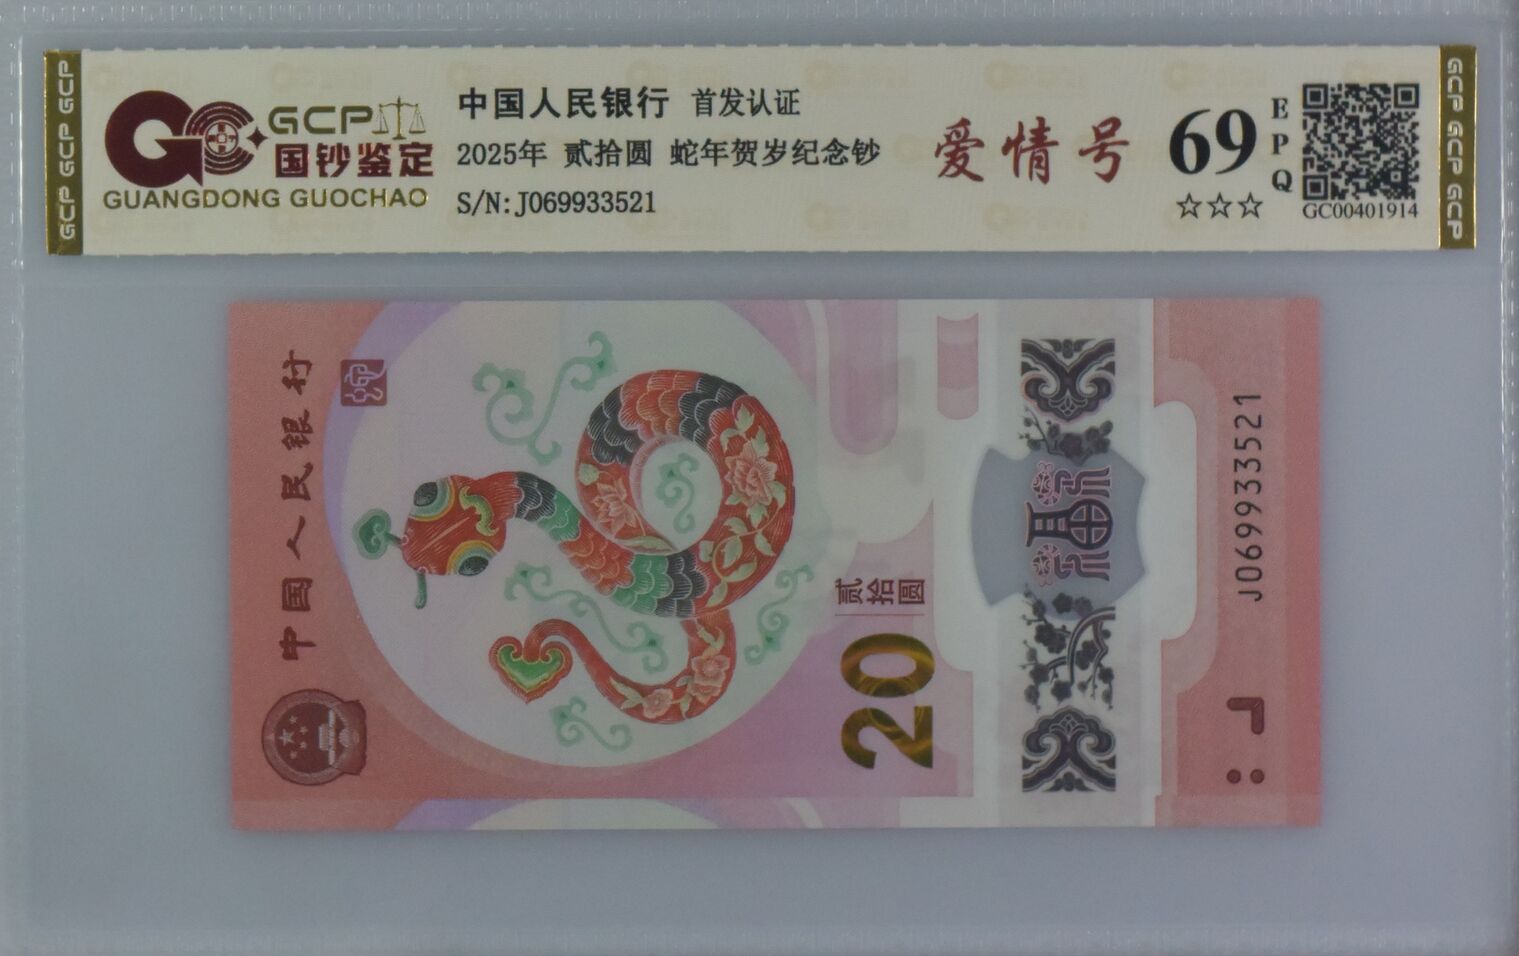 GCP GCP GCP
GCP
国钞鉴定
GUANGDONG GUOCHAO
中国人民银行 首发认证
2025年 贰拾圆 蛇年贺岁纪念钞
S/N:J069933521
爱情号
69
EPQ
☆☆☆
GC00401914
GCP GCP GCP
中国人民银行
贰拾圆
20
福
J069933521